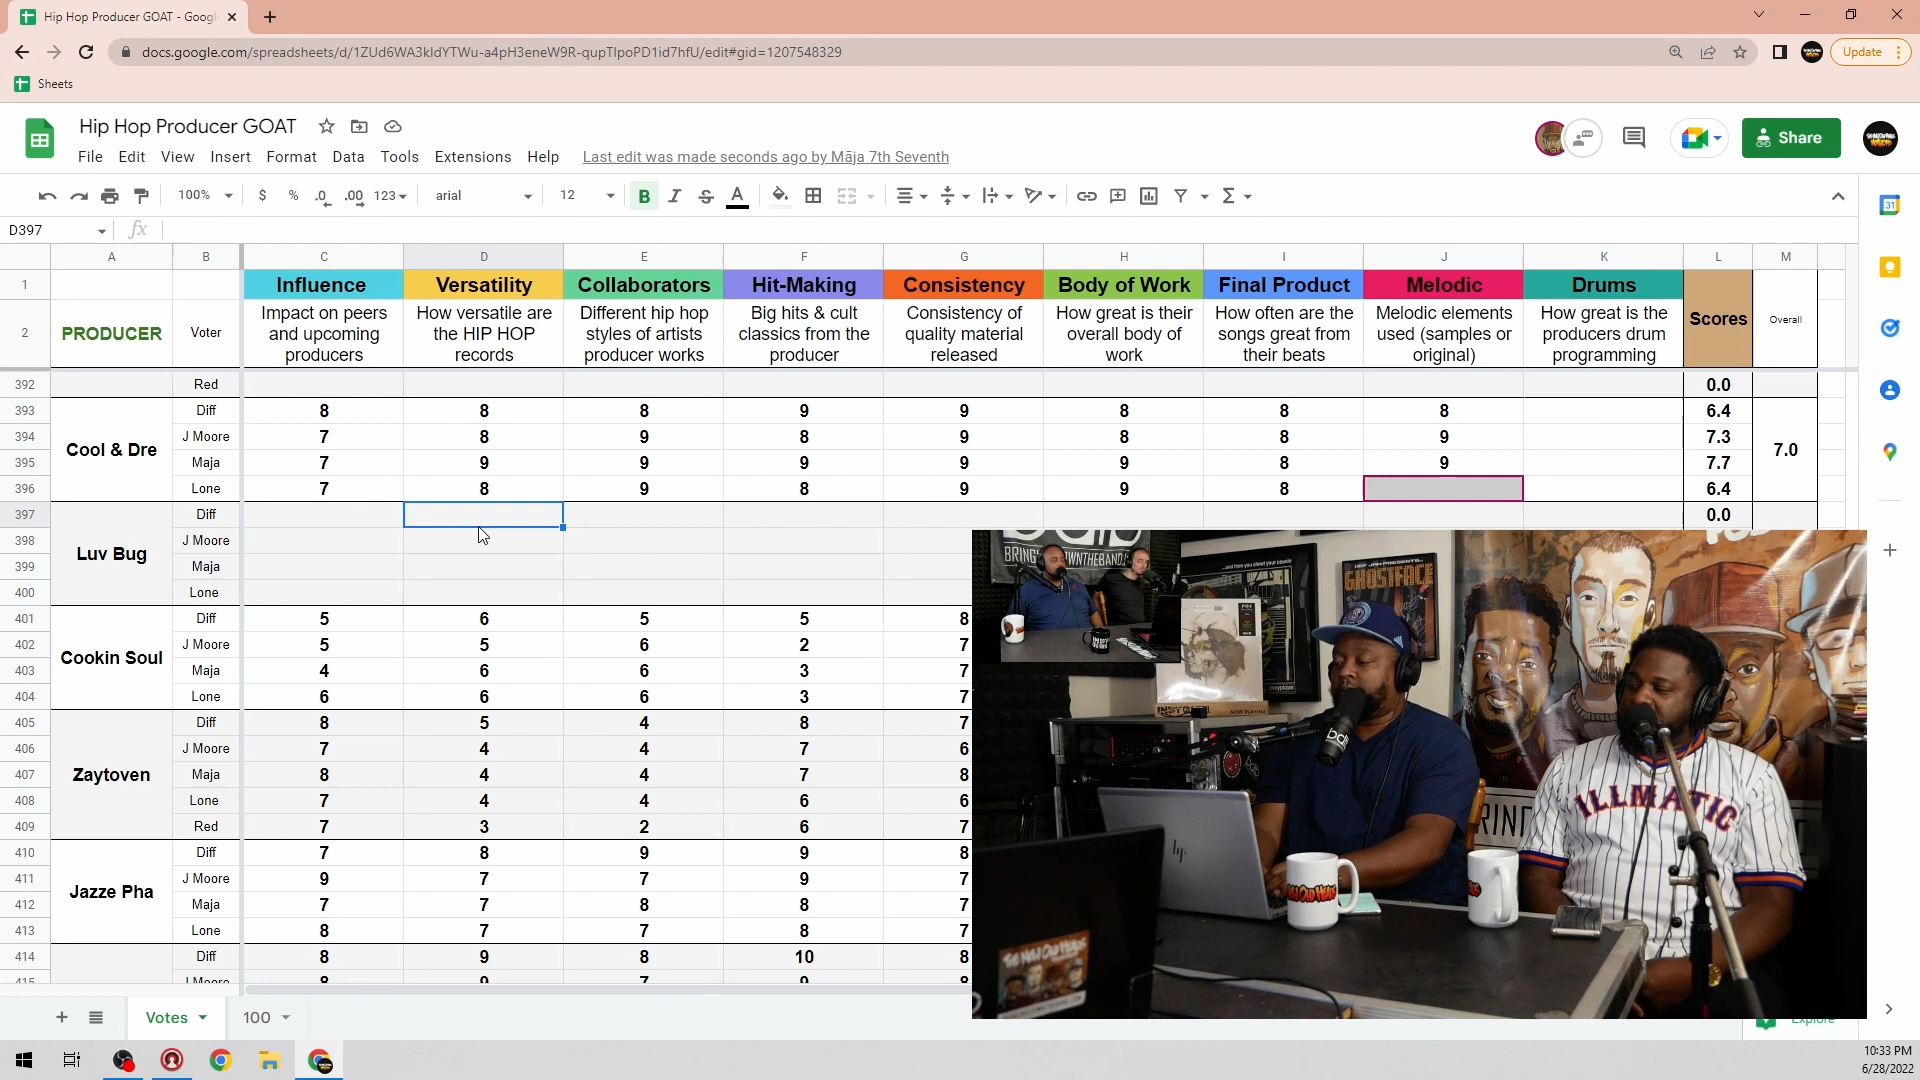 Hip Hop Producer GOAT - Googl
docs.google.com/spreadsheets/d/1ZUd6WA3kIdYTWu-a4pH3eneW9R-qupTIpoPD1id7hfU/edit#gid=1207548329
Update
Sheets
Hip Hop Producer GOAT
File Edit View Insert Format Data Tools Extensions Help Last edit was made seconds ago by Māja 7th Seventh
Share
100% $ % .0 .00 123 arial 12 B I S A
31
D397 fx
A B C D E F G H I J K L M
1 Influence Versatility Collaborators Hit-Making Consistency Body of Work Final Product Melodic Drums
2 PRODUCER Voter Impact on peers and upcoming producers How versatile are the HIP HOP records Different hip hop styles of artists producer works Big hits & cult classics from the producer Consistency of quality material released How great is their overall body of work How often are the songs great from their beats Melodic elements used (samples or original) How great is the producers drum programming Scores Overall
392 Red 0.0
393 Diff 8 8 8 9 9 8 8 8 6.4
394 J Moore 7 8 9 8 9 8 8 9 7.3
Cool & Dre 7.0
395 Maja 7 9 9 9 9 9 8 9 7.7
396 Lone 7 8 9 8 9 9 8 6.4
397 Diff 0.0
398 J Moore
Luv Bug
399 Maja
400 Lone
401 Diff 5 6 5 5 8
402 J Moore 5 5 6 2 7
Cookin Soul
403 Maja 4 6 6 3 7
404 Lone 6 6 6 3 7
405 Diff 8 5 4 8 7
406 J Moore 7 4 4 7 6
407 Zaytoven Maja 8 4 4 7 8
408 Lone 7 4 4 6 6
409 Red 7 3 2 6 7
410 Diff 7 8 9 9 8
411 J Moore 9 7 7 9 7
Jazze Pha
412 Maja 7 7 8 8 7
413 Lone 8 7 7 8 7
414 Diff 8 9 8 10 8
415 J Moore 8 9 7 9 8
GHOSTFACE
ILLMATIC
hp
Votes 100
Explore
10:33 PM
6/28/2022